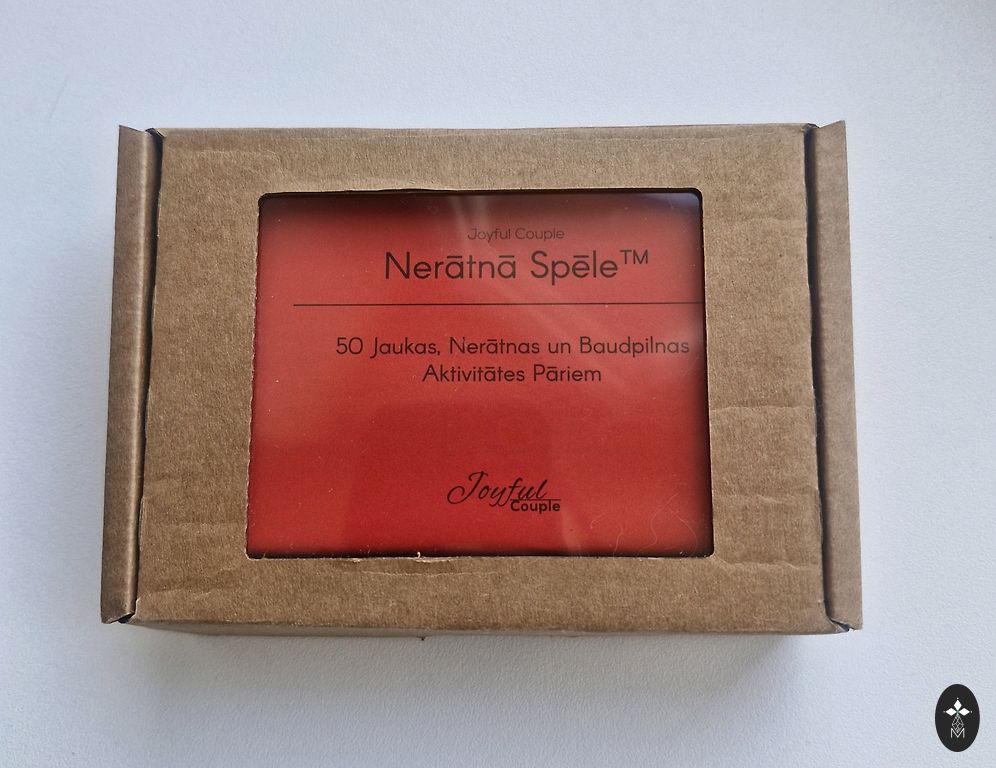 Joyful Couple
Nerātnā Spēle™
50 Jaukas, Nerātnas un Baudpilnas
Aktivitātes Pāriem
Joyful
Couple
M